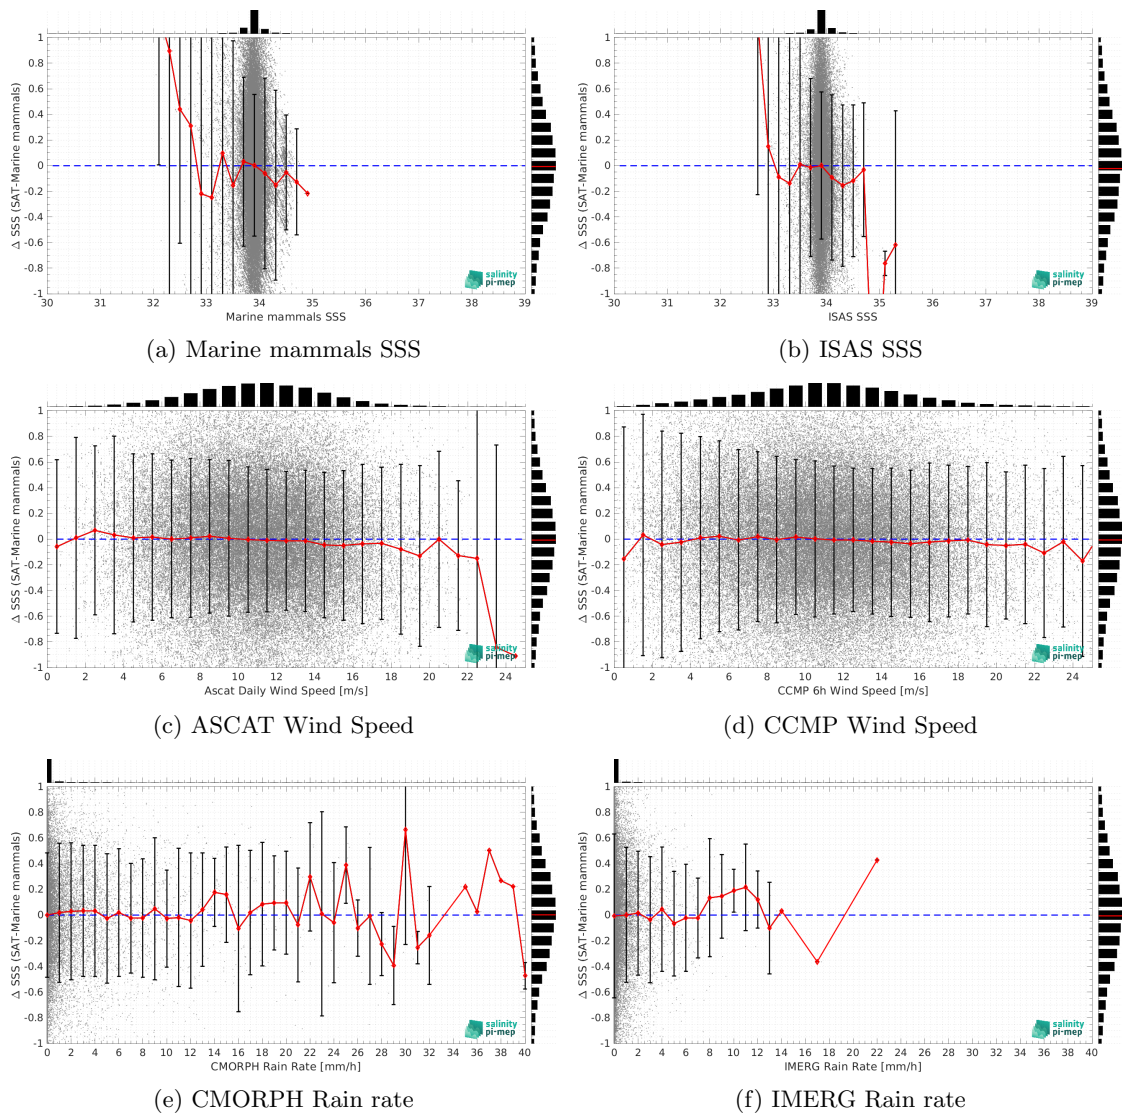 1
0.8
0.6
0.4
0.2
0
-0.2
-0.4
-0.6
-0.8
-1
Δ SSS (SAT-Marine mammals)
30 31 32 33 34 35 36 37 38 39
Marine mammals SSS
salinity
pi-mep
(a) Marine mammals SSS
1
0.8
0.6
0.4
0.2
0
-0.2
-0.4
-0.6
-0.8
-1
Δ SSS (SAT-Marine mammals)
30 31 32 33 34 35 36 37 38 39
ISAS SSS
salinity
pi-mep
(b) ISAS SSS
1
0.8
0.6
0.4
0.2
0
-0.2
-0.4
-0.6
-0.8
-1
Δ SSS (SAT-Marine mammals)
0 2 4 6 8 10 12 14 16 18 20 22 24
Ascat Daily Wind Speed [m/s]
salinity
pi-mep
(c) ASCAT Wind Speed
1
0.8
0.6
0.4
0.2
0
-0.2
-0.4
-0.6
-0.8
-1
Δ SSS (SAT-Marine mammals)
0 2 4 6 8 10 12 14 16 18 20 22 24
CCMP 6h Wind Speed [m/s]
salinity
pi-mep
(d) CCMP Wind Speed
1
0.8
0.6
0.4
0.2
0
-0.2
-0.4
-0.6
-0.8
-1
Δ SSS (SAT-Marine mammals)
0 2 4 6 8 10 12 14 16 18 20 22 24 26 28 30 32 34 36 38 40
CMORPH Rain Rate [mm/h]
salinity
pi-mep
(e) CMORPH Rain rate
1
0.8
0.6
0.4
0.2
0
-0.2
-0.4
-0.6
-0.8
-1
Δ SSS (SAT-Marine mammals)
0 2 4 6 8 10 12 14 16 18 20 22 24 26 28 30 32 34 36 38 40
IMERG Rain Rate [mm/h]
salinity
pi-mep
(f) IMERG Rain rate